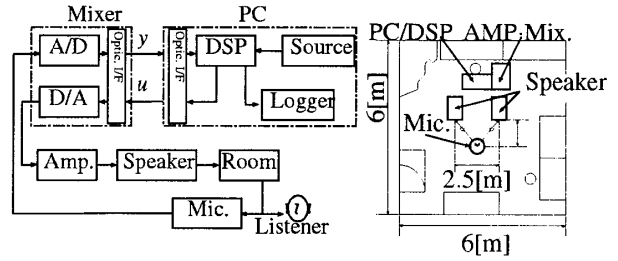 Mixer
PC
A/D
y
Optic. I/F
Optic. I/F
DSP
Source
D/A
u
Logger
Amp.
Speaker
Room
Mic.
Listener
PC/DSP AMP,Mix.
Speaker
Mic.
6[m]
2.5[m]
6[m]